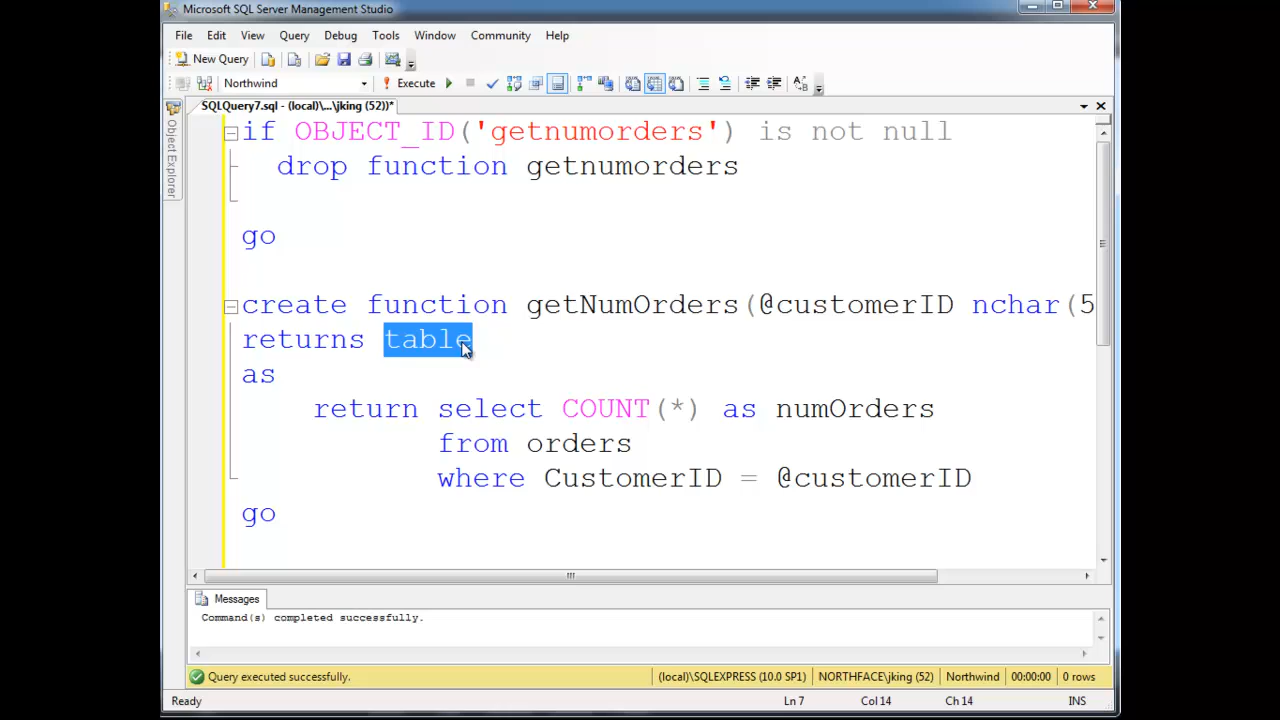 Microsoft SQL Server Management Studio
File Edit View Query Debug Tools Window Community Help
New Query
Northwind Execute
SQLQuery7.sql - (local)\...\jking (52))*
Object Explorer
if OBJECT_ID('getnumorders') is not null
drop function getnumorders
go
create function getNumOrders(@customerID nchar(5
returns table
as
return select COUNT(*) as numOrders
from orders
where CustomerID = @customerID
go
Messages
Command(s) completed successfully.
Query executed successfully. (local)\SQLEXPRESS (10.0 SP1) NORTHFACE\jking (52) Northwind 00:00:00 0 rows
Ready Ln 7 Col 14 Ch 14 INS